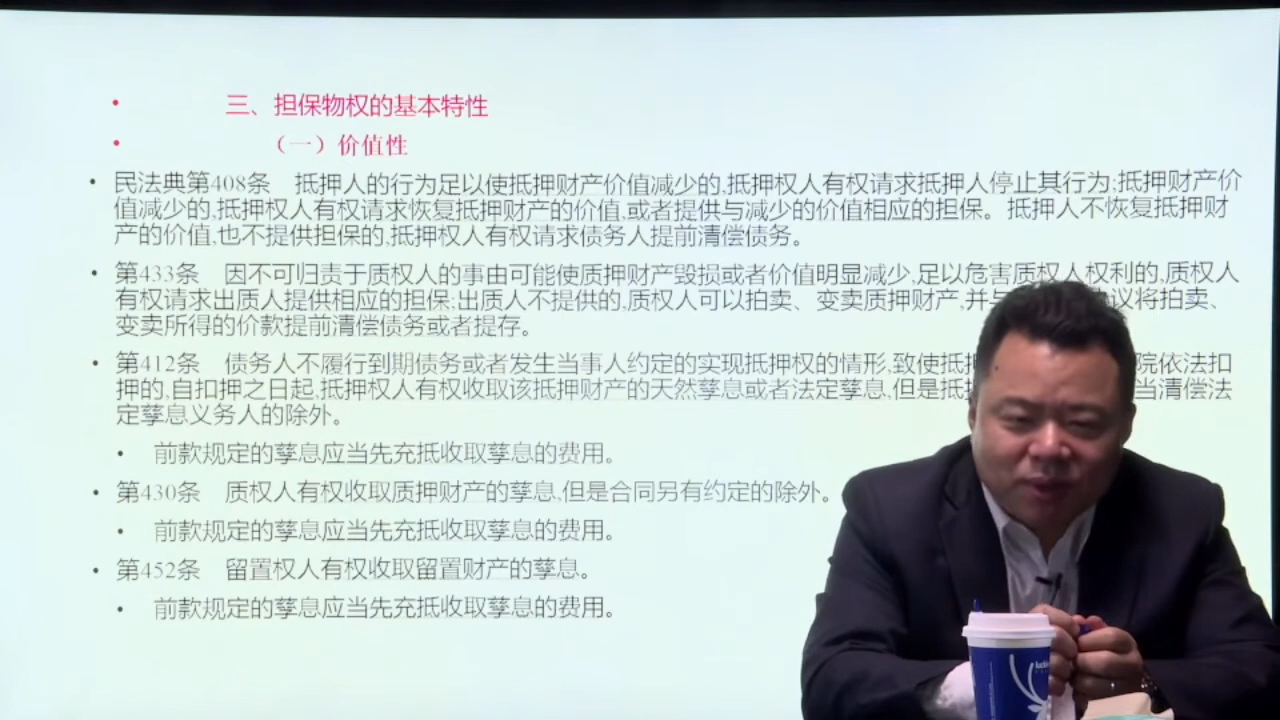 • 三、担保物权的基本特性
• （一）价值性
• 民法典第408条 抵押人的行为足以使抵押财产价值减少的,抵押权人有权请求抵押人停止其行为;抵押财产价
值减少的,抵押权人有权请求恢复抵押财产的价值,或者提供与减少的价值相应的担保。抵押人不恢复抵押财
产的价值,也不提供担保的,抵押权人有权请求债务人提前清偿债务。
• 第433条 因不可归责于质权人的事由可能使质押财产毁损或者价值明显减少,足以危害质权人权利的,质权人
有权请求出质人提供相应的担保;出质人不提供的,质权人可以拍卖、变卖质押财产,并与 议将拍卖、
变卖所得的价款提前清偿债务或者提存。
• 第412条 债务人不履行到期债务或者发生当事人约定的实现抵押权的情形,致使抵押 院依法扣
押的,自扣押之日起,抵押权人有权收取该抵押财产的天然孳息或者法定孳息,但是抵 当清偿法
定孳息义务人的除外。
• 前款规定的孳息应当先充抵收取孳息的费用。
• 第430条 质权人有权收取质押财产的孳息,但是合同另有约定的除外。
• 前款规定的孳息应当先充抵收取孳息的费用。
• 第452条 留置权人有权收取留置财产的孳息。
• 前款规定的孳息应当先充抵收取孳息的费用。